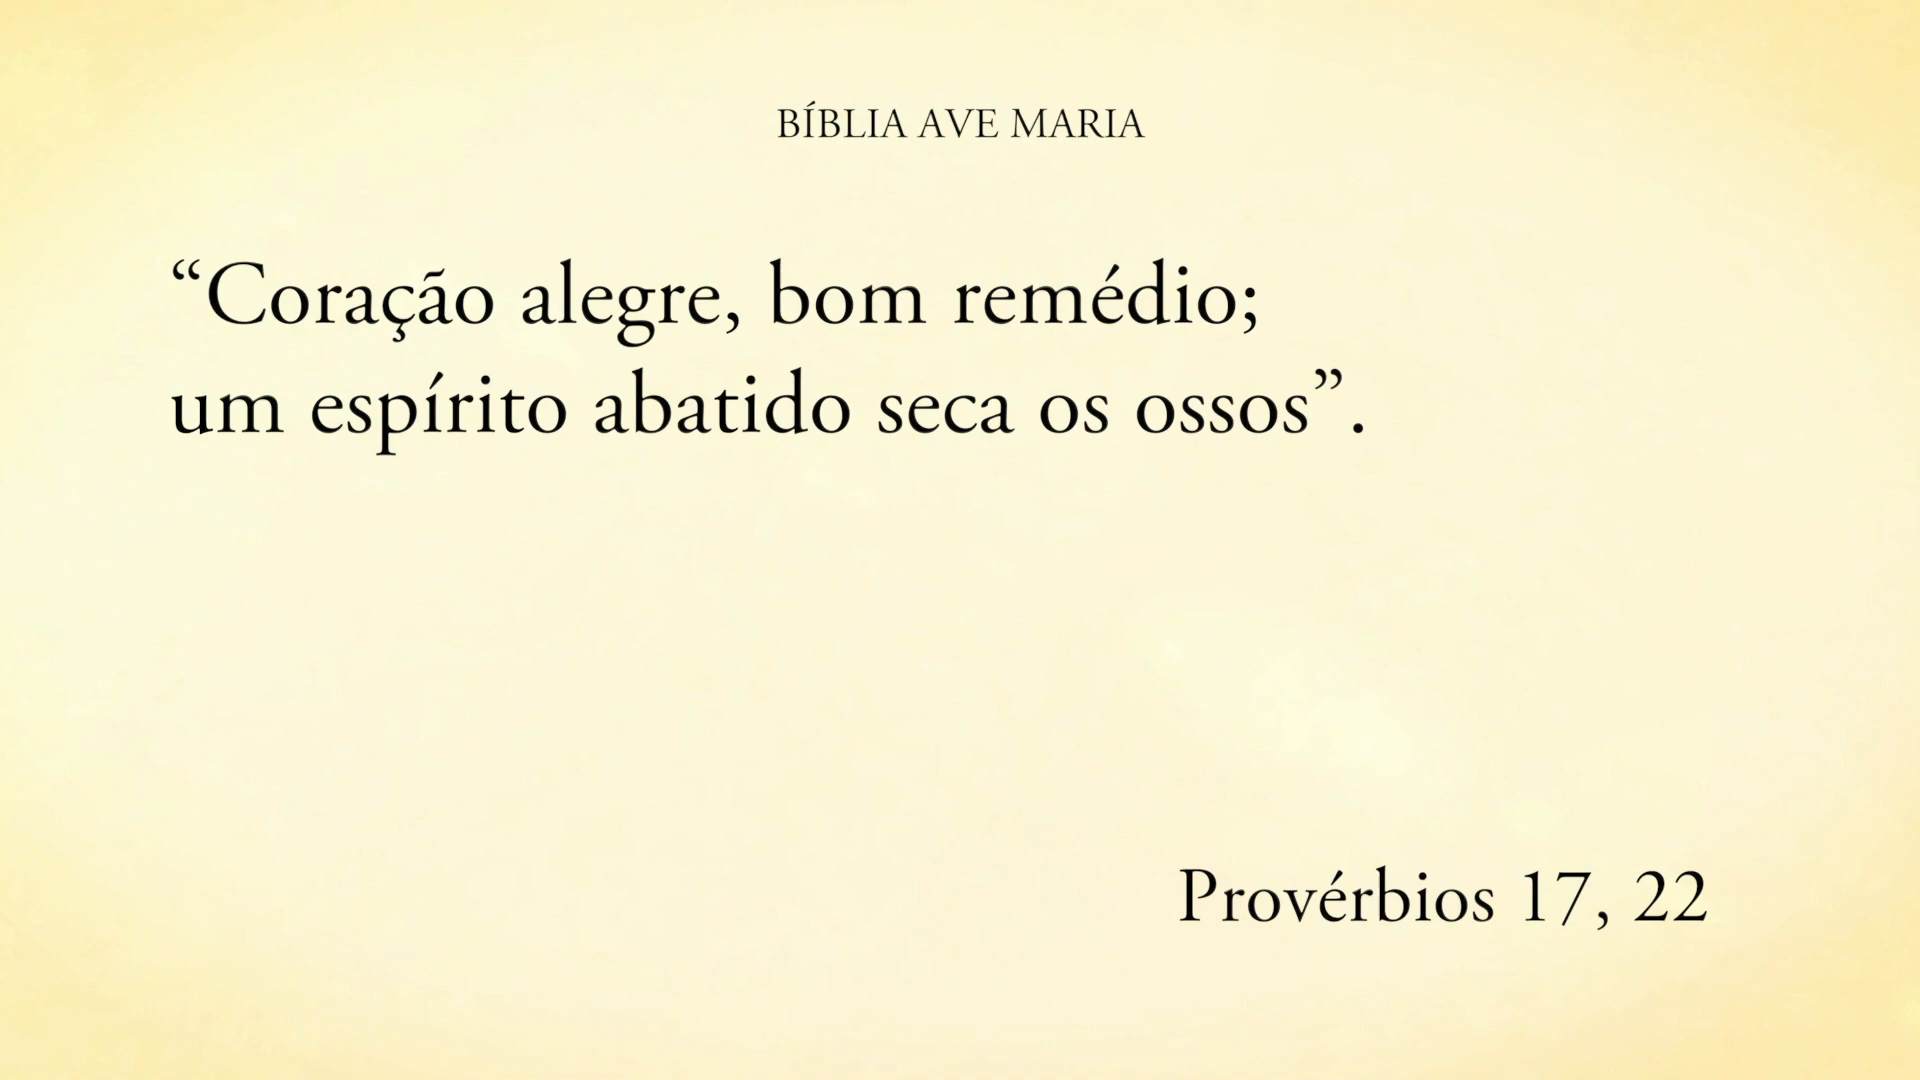 BÍBLIA AVE MARIA
“Coração alegre, bom remédio;
um espírito abatido seca os ossos”.
Provérbios 17, 22